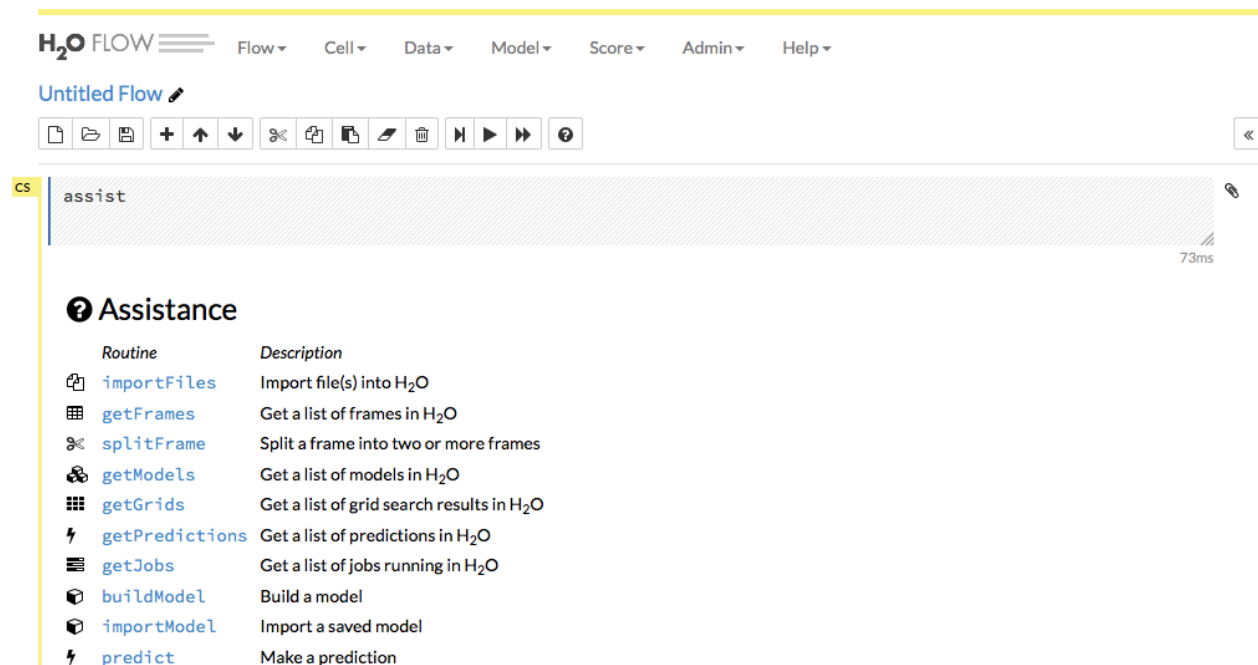 H2O FLOW Flow Cell Data Model Score Admin Help
Untitled Flow
CS
assist
73ms
Assistance
Routine Description
importFiles Import file(s) into H2O
getFrames Get a list of frames in H2O
splitFrame Split a frame into two or more frames
getModels Get a list of models in H2O
getGrids Get a list of grid search results in H2O
getPredictions Get a list of predictions in H2O
getJobs Get a list of jobs running in H2O
buildModel Build a model
importModel Import a saved model
predict Make a prediction